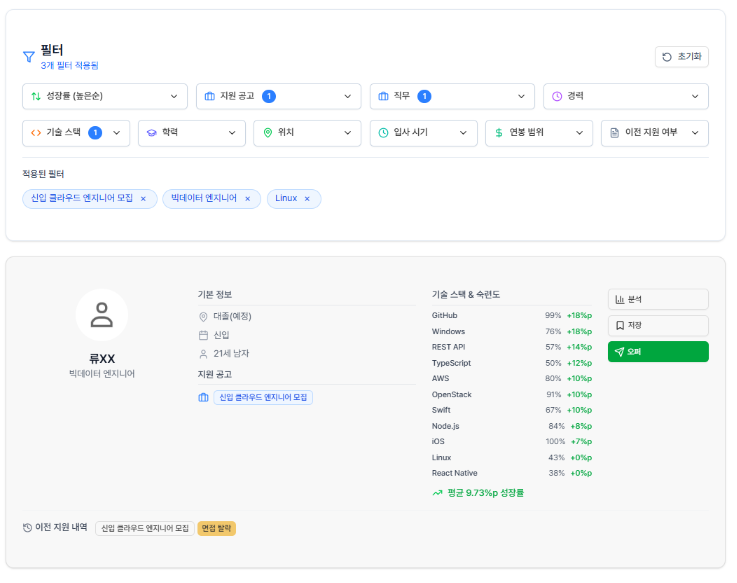 필터
3개 필터 적용됨
초기화
성장률 (높은순)
지원 공고 1
직무 1
경력
기술 스택 1
학력
위치
입사 시기
연봉 범위
이전 지원 여부
적용된 필터
신입 클라우드 엔지니어 모집 ×
빅데이터 엔지니어 ×
Linux ×
류XX
빅데이터 엔지니어
기본 정보
대졸(예정)
신입
21세 남자
지원 공고
신입 클라우드 엔지니어 모집
기술 스택 & 숙련도
GitHub 99% +18%p
Windows 76% +18%p
REST API 57% +14%p
TypeScript 50% +12%p
AWS 80% +10%p
OpenStack 91% +10%p
Swift 67% +10%p
Node.js 84% +8%p
iOS 100% +7%p
Linux 43% +0%p
React Native 38% +0%p
평균 9.73%p 성장률
분석
저장
오퍼
이전 지원 내역 신입 클라우드 엔지니어 모집 면접 탈락